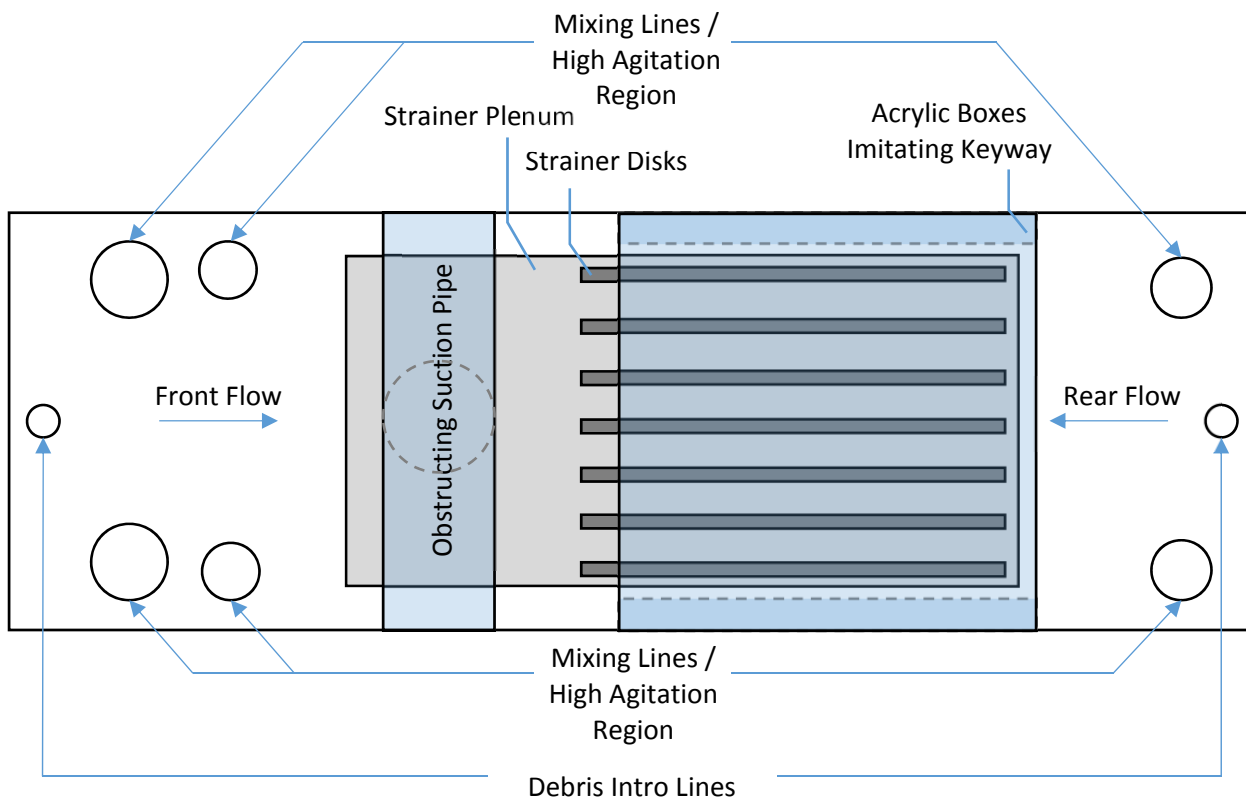 Mixing Lines /
High Agitation
Region
Strainer Plenum
Strainer Disks
Acrylic Boxes
Imitating Keyway
Obstructing Suction Pipe
Front Flow
Rear Flow
Mixing Lines /
High Agitation
Region
Debris Intro Lines